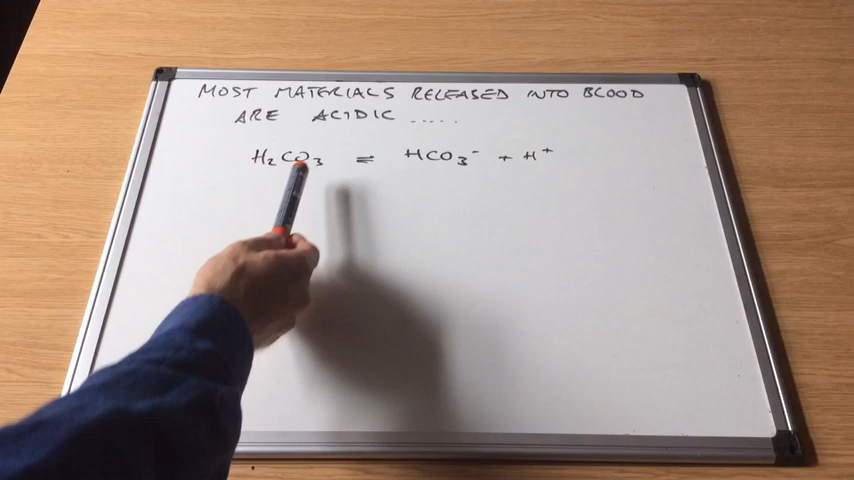 MOST MATERIALS RELEASED INTO BLOOD
ARE ACIDIC .....
H₂CO₃ ⇌ HCO₃⁻ + H⁺